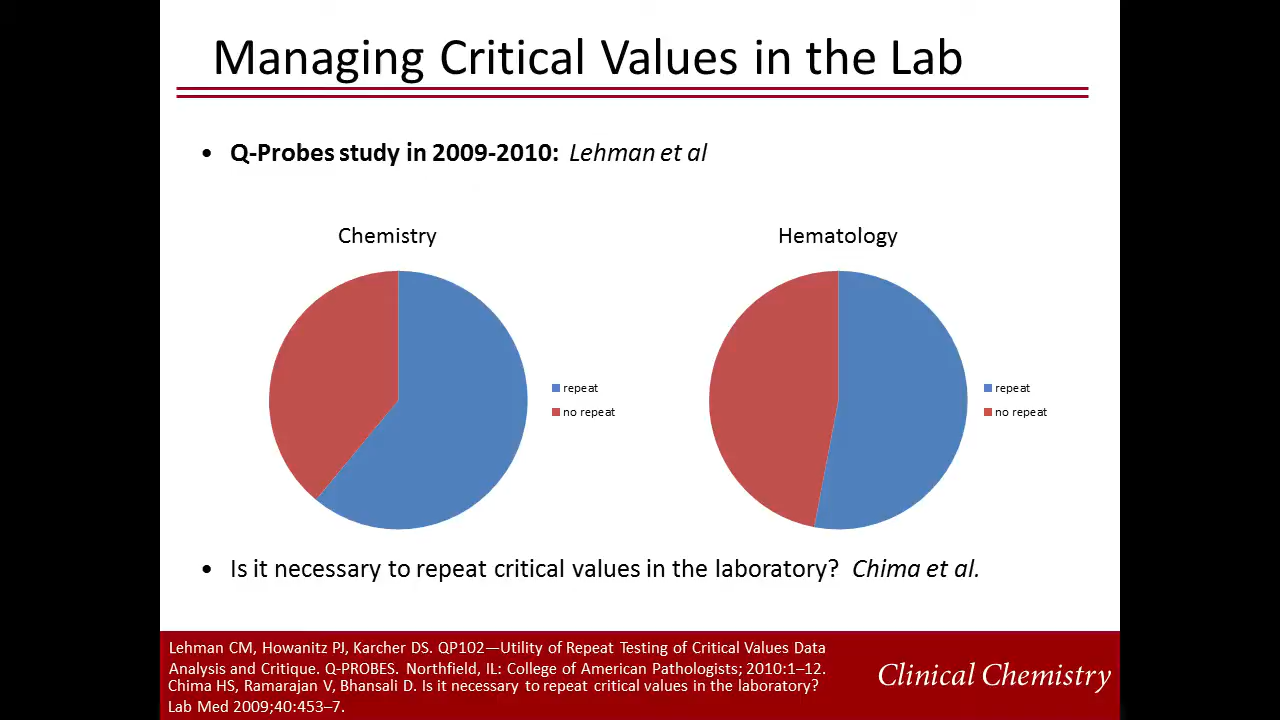 Managing Critical Values in the Lab
• Q-Probes study in 2009-2010: Lehman et al
Chemistry
Hematology
repeat
no repeat
repeat
no repeat
• Is it necessary to repeat critical values in the laboratory? Chima et al.
Lehman CM, Howanitz PJ, Karcher DS. QP102—Utility of Repeat Testing of Critical Values Data
Analysis and Critique. Q-PROBES. Northfield, IL: College of American Pathologists; 2010:1–12.
Chima HS, Ramarajan V, Bhansali D. Is it necessary to repeat critical values in the laboratory?
Lab Med 2009;40:453–7.
Clinical Chemistry